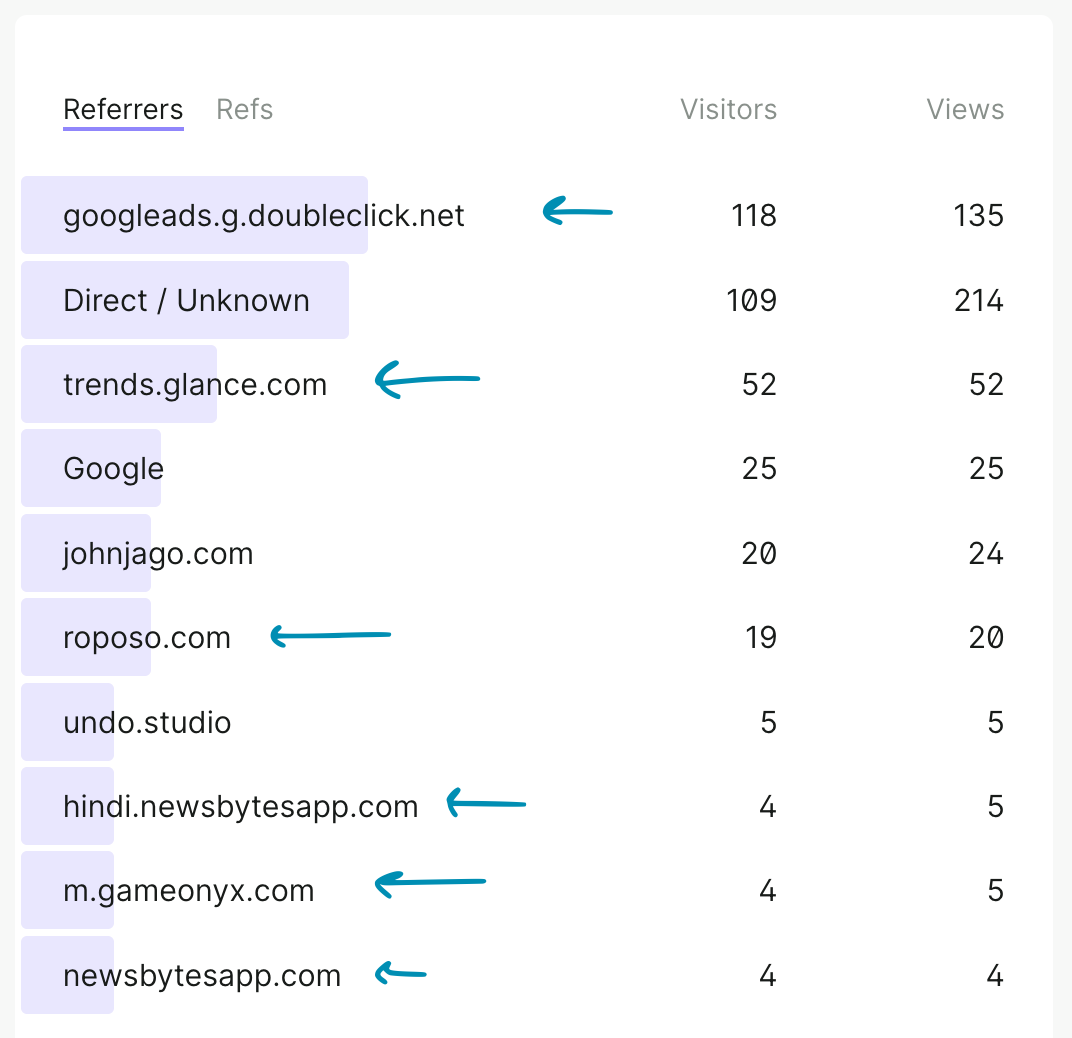 Referrers Refs Visitors Views
googleads.g.doubleclick.net 118 135
Direct / Unknown 109 214
trends.glance.com 52 52
Google 25 25
johnjago.com 20 24
roposo.com 19 20
undo.studio 5 5
hindi.newsbytesapp.com 4 5
m.gameonyx.com 4 5
newsbytesapp.com 4 4